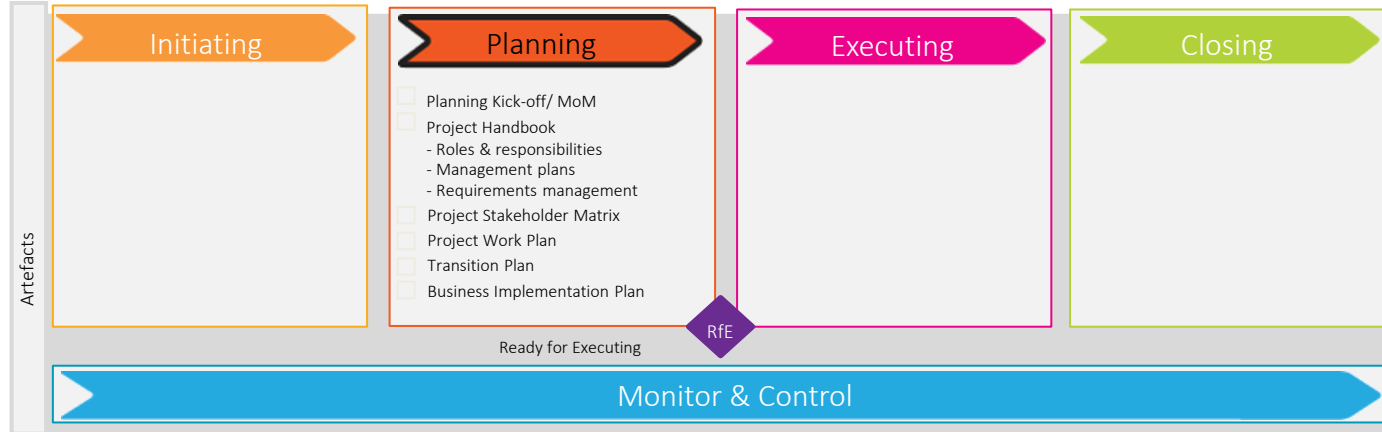 Initiating
Planning
Executing
Closing
Planning Kick-off/ MoM
Project Handbook
- Roles & responsibilities
- Management plans
- Requirements management
Project Stakeholder Matrix
Project Work Plan
Transition Plan
Business Implementation Plan
Artefacts
RfE
Ready for Executing
Monitor & Control